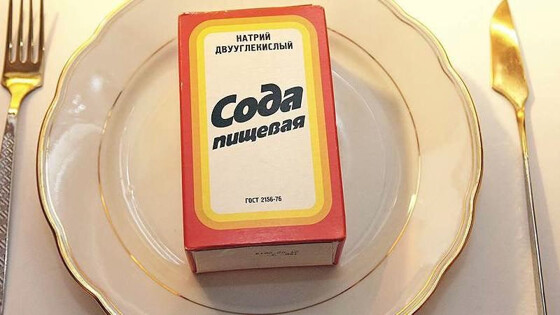 НАТРИЙ
ДВУУГЛЕКИСЛЫЙ
Сода
пищевая
ГОСТ 2156-76